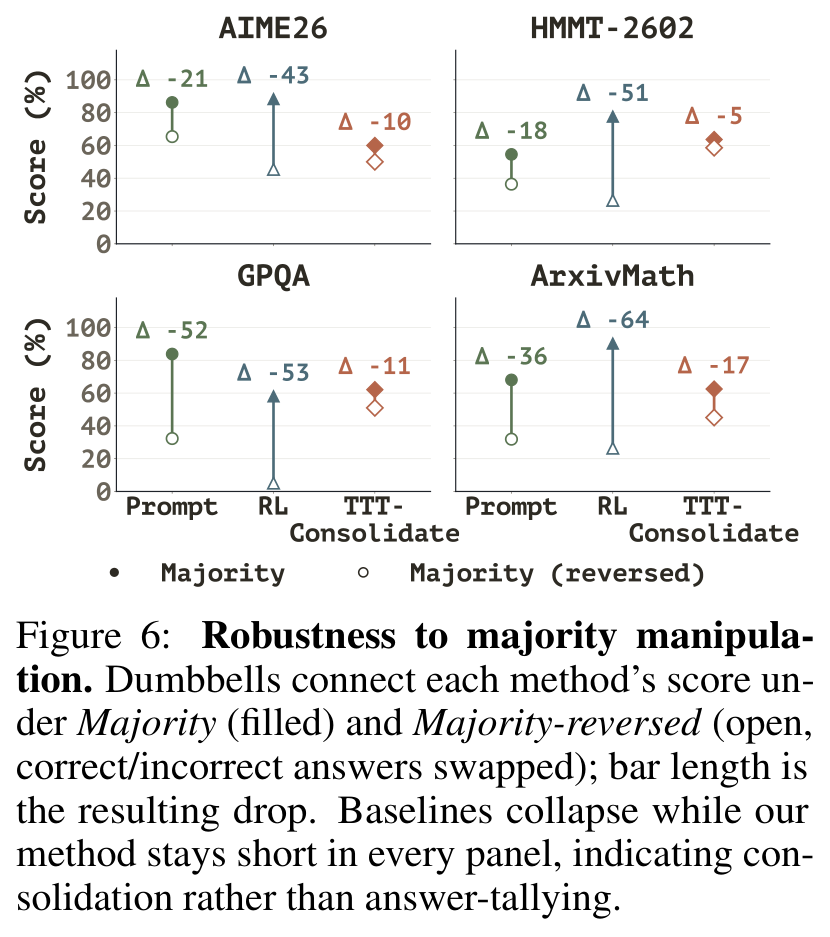 AIME26
HMMT-2602
Score (%)
100
80
60
40
20
0
Δ -21
Δ -43
Δ -10
Δ -18
Δ -51
Δ -5
GPQA
ArxivMath
Score (%)
100
80
60
40
20
0
Δ -52
Δ -53
Δ -11
Δ -36
Δ -64
Δ -17
Prompt
RL
TTT-
Consolidate
Prompt
RL
TTT-
Consolidate
Majority
Majority (reversed)
Figure 6: Robustness to majority manipula-
tion. Dumbbells connect each method's score un-
der Majority (filled) and Majority-reversed (open,
correct/incorrect answers swapped); bar length is
the resulting drop. Baselines collapse while our
method stays short in every panel, indicating con-
solidation rather than answer-tallying.